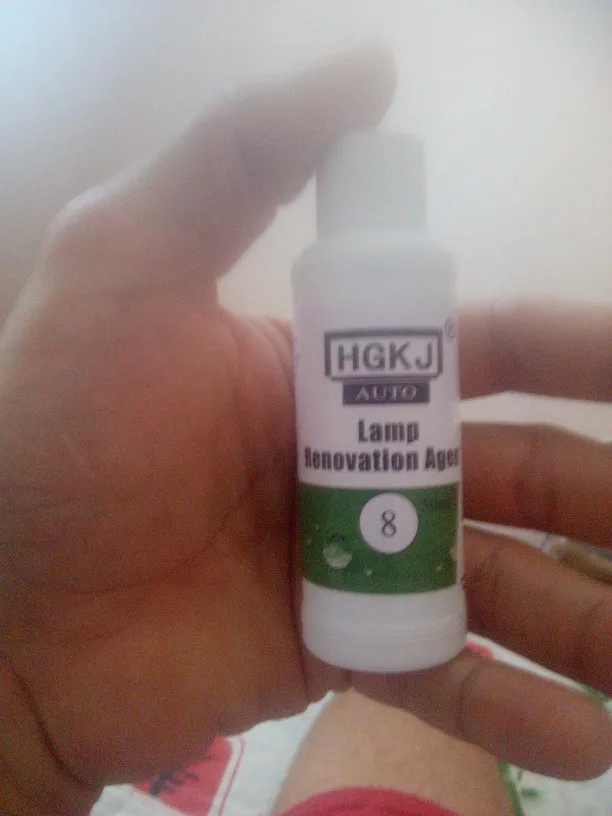 HGKJ
®
AUTO
Lamp
Renovation Agen
8